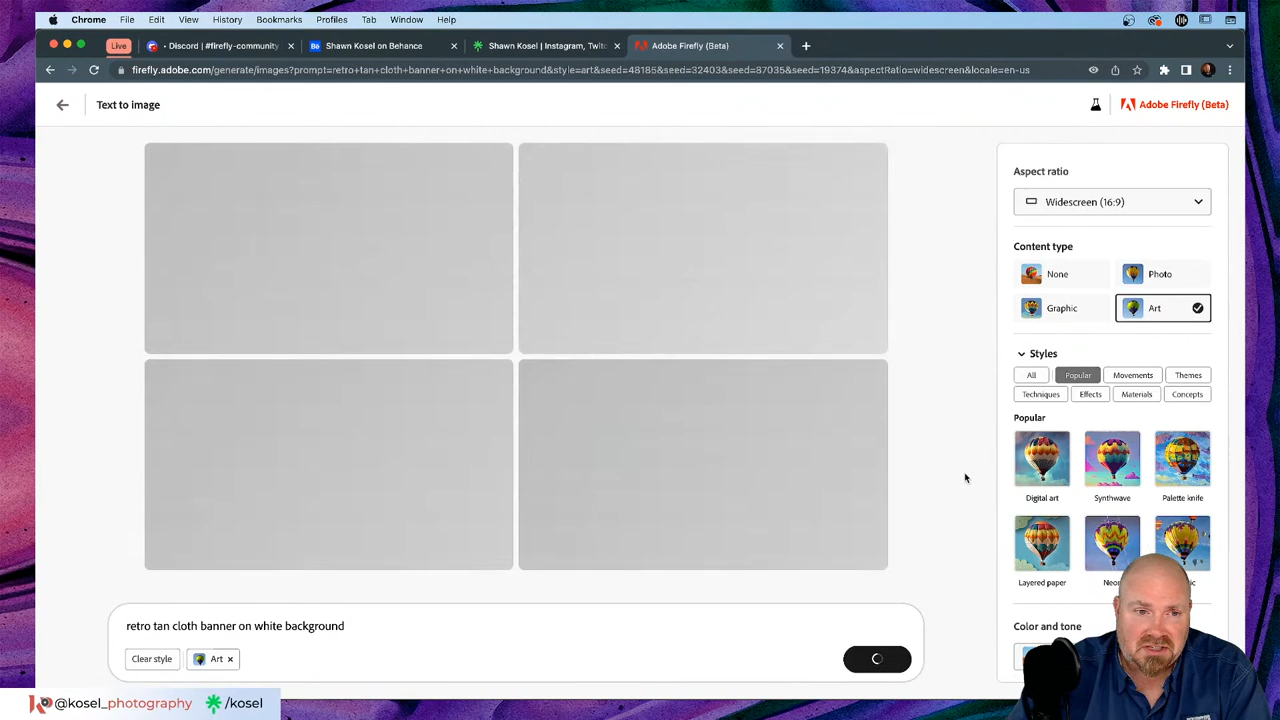 Chrome File Edit View History Bookmarks Profiles Tab Window Help
Live • Discord | #firefly-community Shawn Kosel on Behance Shawn Kosel | Instagram, Twitc Adobe Firefly (Beta)
firefly.adobe.com/generate/images?prompt=retro+tan+cloth+banner+on+white+background&style=art&seed=48185&seed=32403&seed=87035&seed=19374&aspectRatio=widescreen&locale=en-us
Text to image
Adobe Firefly (Beta)
Aspect ratio
Widescreen (16:9)
Content type
None Photo
Graphic Art
Styles
All Popular Movements Themes
Techniques Effects Materials Concepts
Popular
Digital art Synthwave Palette knife
Layered paper
Color and tone
retro tan cloth banner on white background
Clear style Art
@kosel_photography /kosel